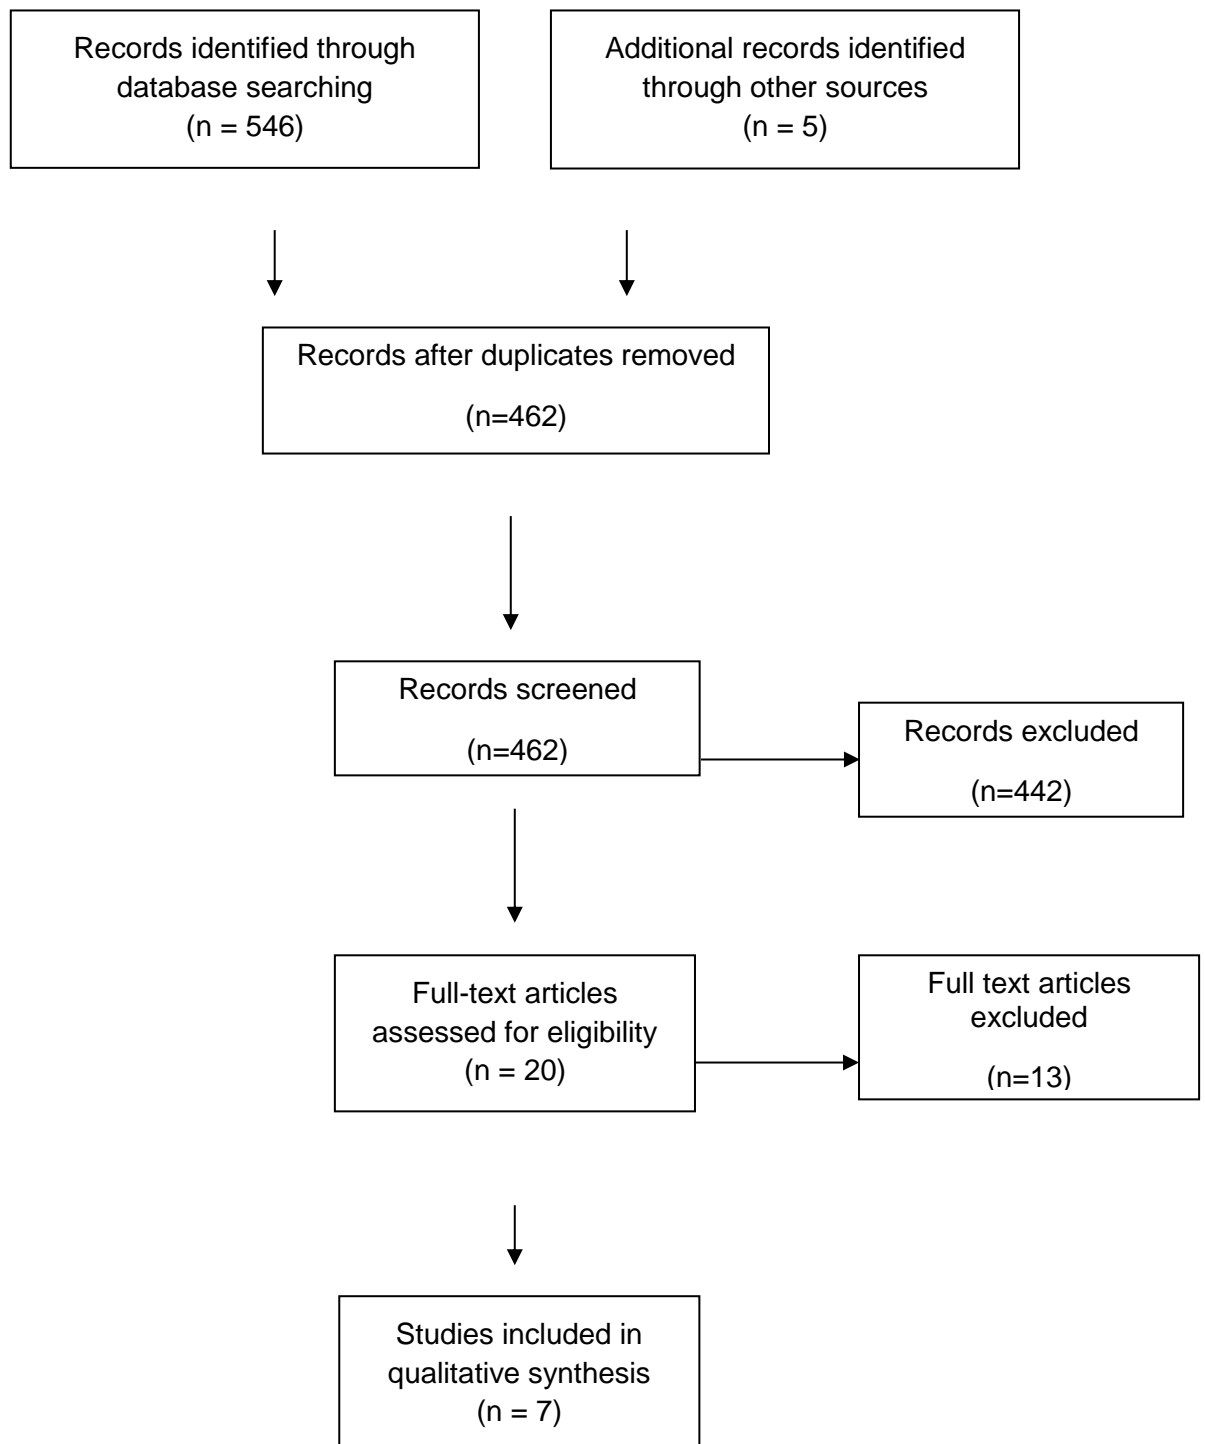 Records identified through
database searching
(n = 546)
Additional records identified
through other sources
(n = 5)
Records after duplicates removed
(n=462)
Records screened
(n=462)
Records excluded
(n=442)
Full-text articles
assessed for eligibility
(n = 20)
Full text articles
excluded
(n=13)
Studies included in
qualitative synthesis
(n = 7)